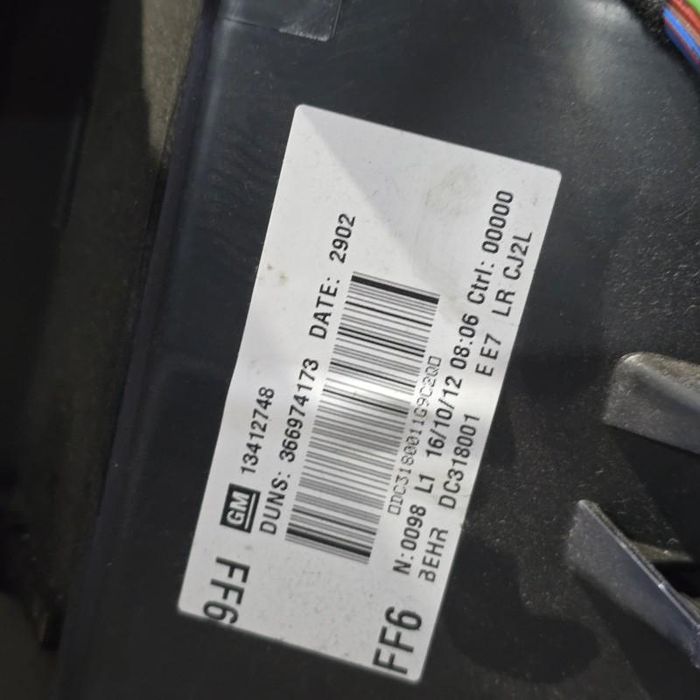 FF6
GM 13412748
DUNS: 366974173 DATE: 2902
N:0098 L1 16/10/12 08:06 Ctrl: 00000
BEHR DC318001 EE7 LR CJ2L
FF6